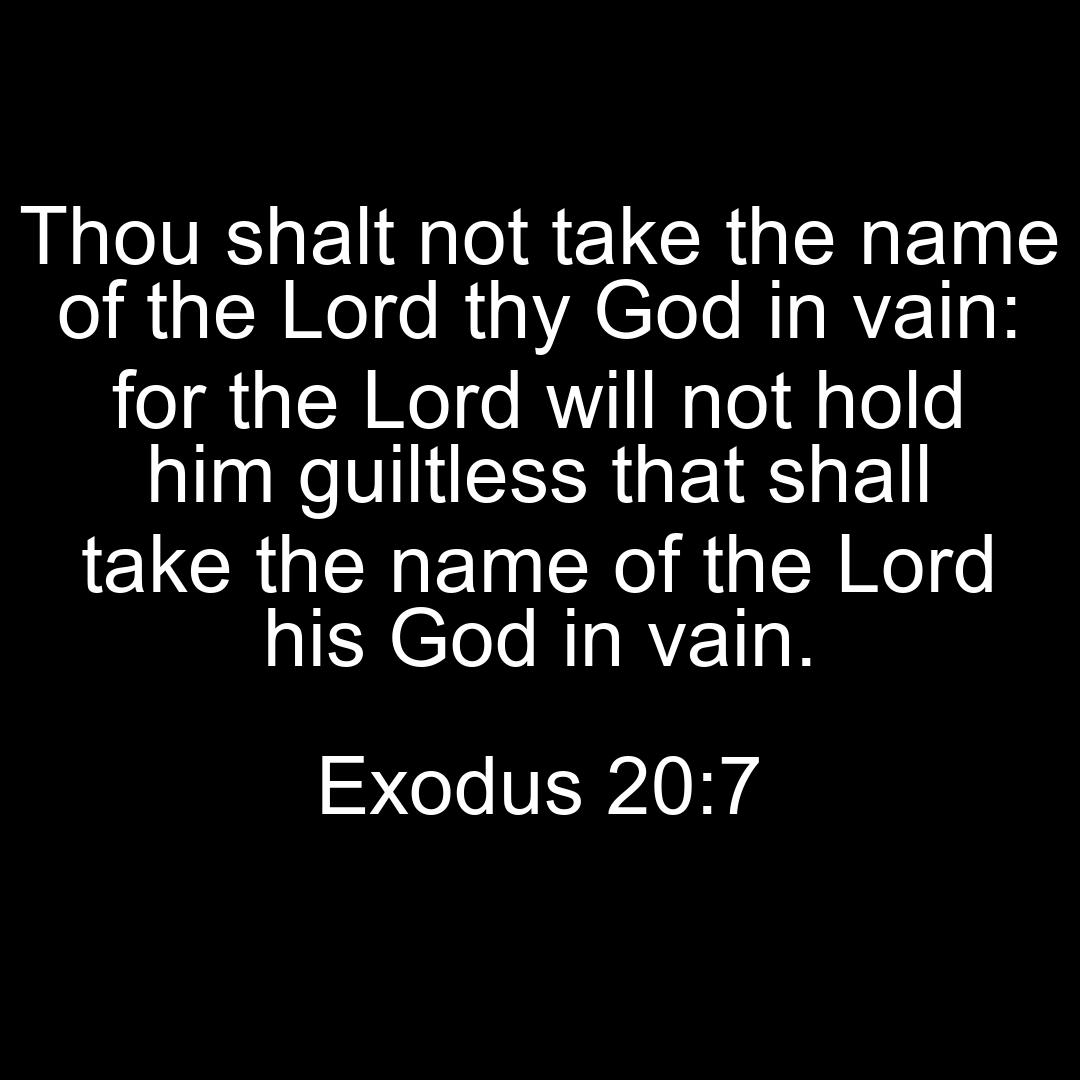 Thou shalt not take the name
of the Lord thy God in vain:
for the Lord will not hold
him guiltless that shall
take the name of the Lord
his God in vain.
Exodus 20:7